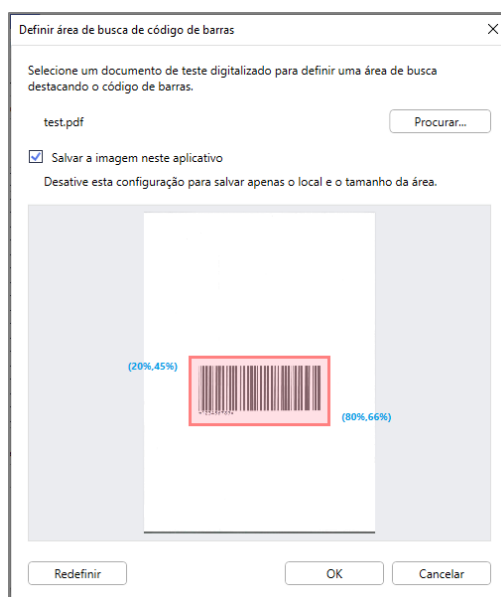 Definir área de busca de código de barras
Selecione um documento de teste digitalizado para definir uma área de busca
destacando o código de barras.
test.pdf
Procurar...
Salvar a imagem neste aplicativo
Desative esta configuração para salvar apenas o local e o tamanho da área.
(20%,45%)
(80%,66%)
Redefinir
OK
Cancelar